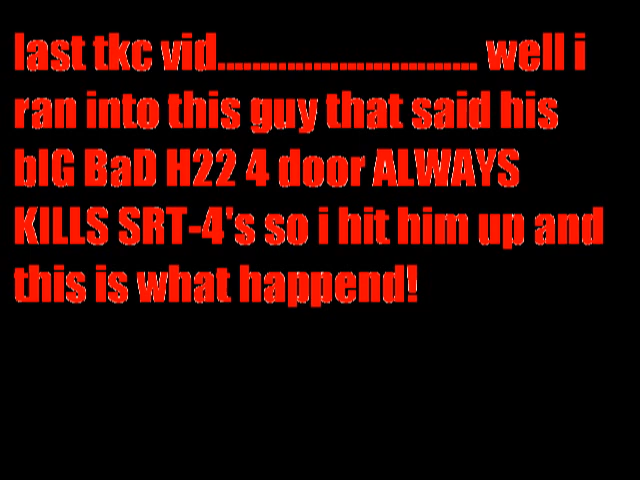 last tkc vid.............................. well i
ran into this guy that said his
bIG BaD H22 4 door ALWAYS
KILLS SRT-4's so i hit him up and
this is what happend!